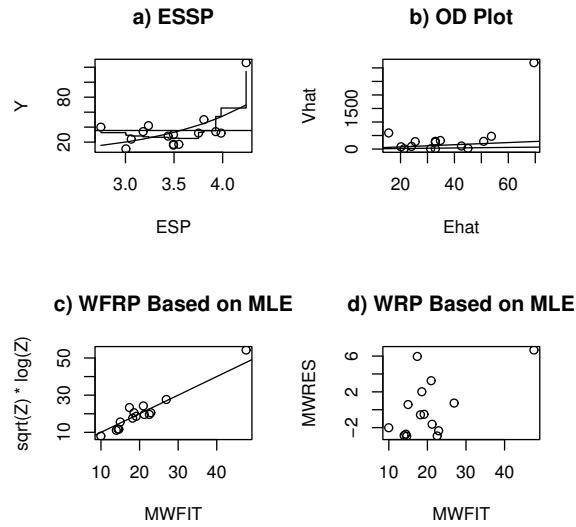 a) ESSP
Y
20
80
3.0
3.5
4.0
ESP
b) OD Plot
Vhat
0
1500
20
40
60
Ehat
c) WFRP Based on MLE
sqrt(Z) * log(Z)
10
30
50
10
20
30
40
MWFIT
d) WRP Based on MLE
MWRES
−2
6
10
20
30
40
MWFIT
2